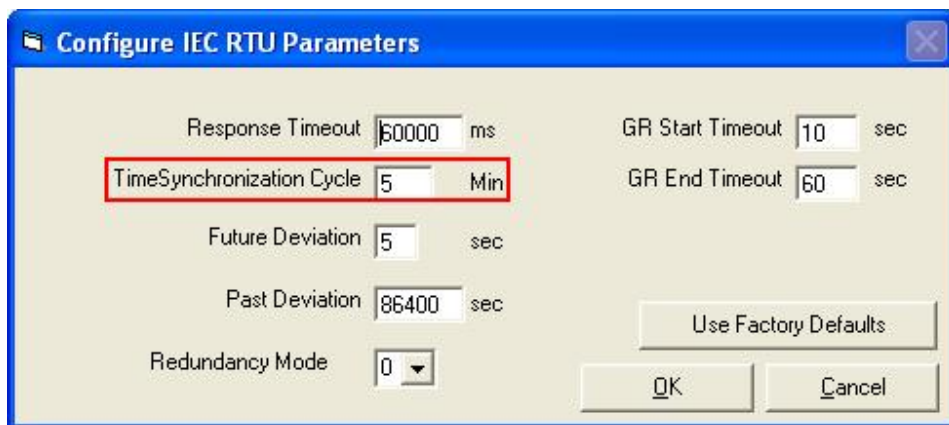 Configure IEC RTU Parameters
Response Timeout 60000 ms
TimeSynchronization Cycle 5 Min
Future Deviation 5 sec
Past Deviation 86400 sec
Redundancy Mode 0
GR Start Timeout 10 sec
GR End Timeout 60 sec
Use Factory Defaults
OK Cancel